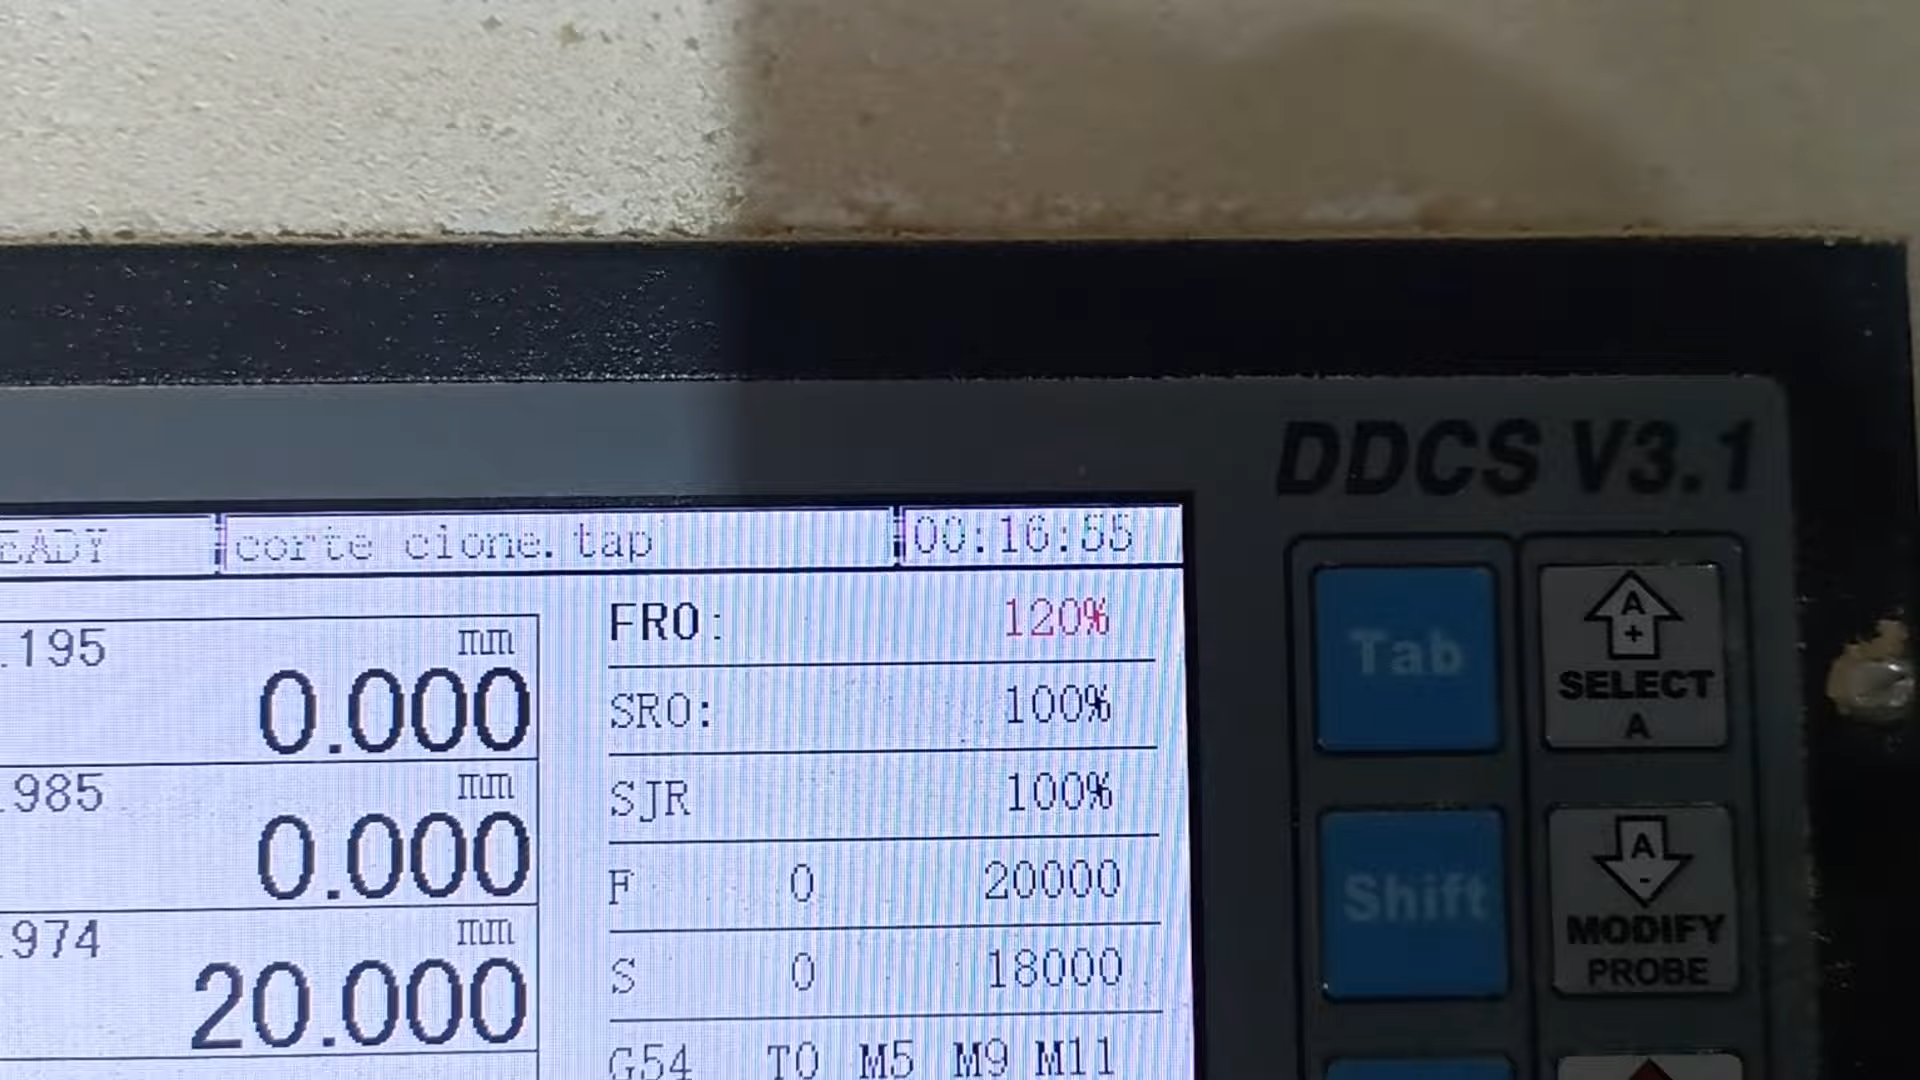 DDCS V3.1
EADY corte clone.tap 00:16:55
.195 mm
0.000
.985 mm
0.000
.974 mm
20.000
FRO: 120%
SRO: 100%
SJR 100%
F 0 20000
S 0 18000
G54 T0 M5 M9 M11
Tab
A
+
SELECT
A
Shift
A
-
MODIFY
PROBE